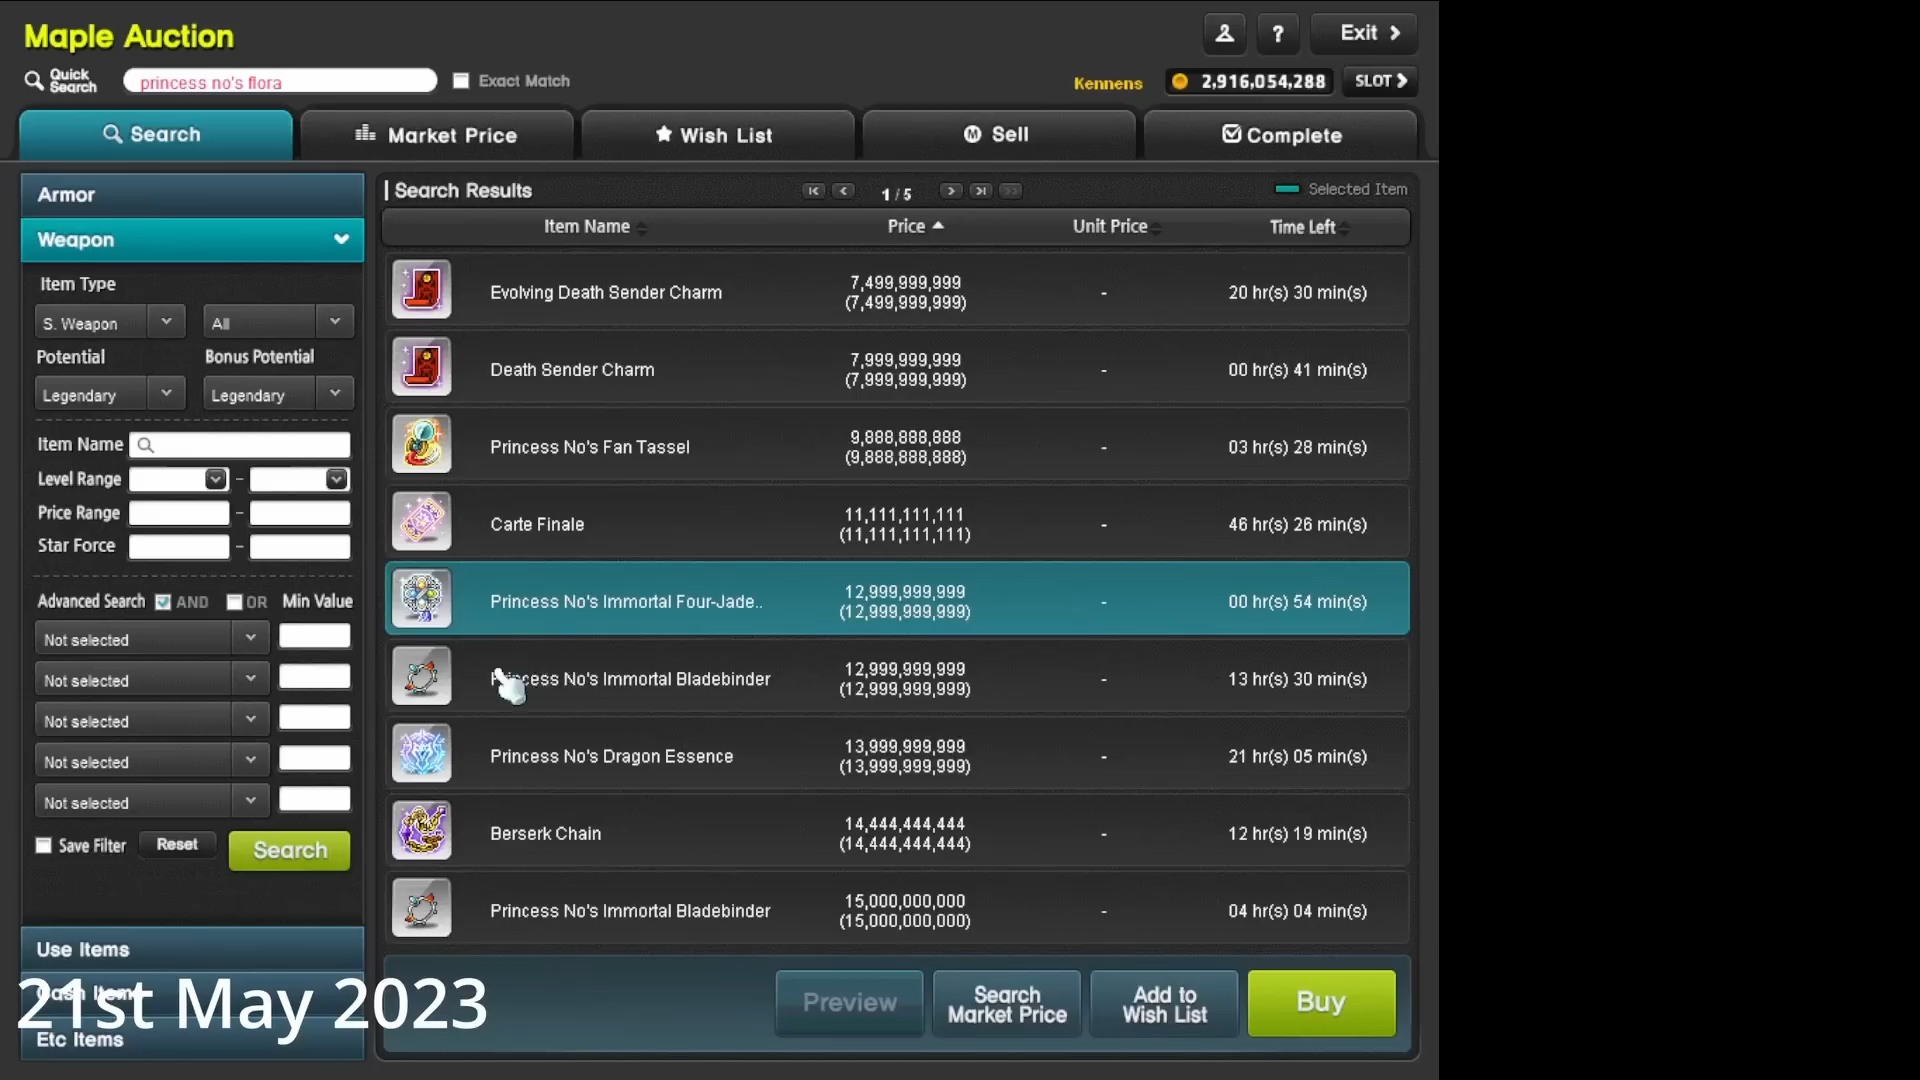 Maple Auction
?
Exit
Quick Search
princess no's flora
Exact Match
Kennens
2,916,054,288
SLOT
Search
Market Price
Wish List
Sell
Complete
Armor
Weapon
Item Type
S. Weapon
All
Potential
Bonus Potential
Legendary
Legendary
Item Name
Level Range
-
Price Range
-
Star Force
-
Advanced Search
AND
OR
Min Value
Not selected
Not selected
Not selected
Not selected
Not selected
Save Filter
Reset
Search
Use Items
Etc Items
21st May 2023
Search Results
1 / 5
Selected Item
Item Name
Price
Unit Price
Time Left
Evolving Death Sender Charm
7,499,999,999
(7,499,999,999)
-
20 hr(s) 30 min(s)
Death Sender Charm
7,999,999,999
(7,999,999,999)
-
00 hr(s) 41 min(s)
Princess No's Fan Tassel
9,888,888,888
(9,888,888,888)
-
03 hr(s) 28 min(s)
Carte Finale
11,111,111,111
(11,111,111,111)
-
46 hr(s) 26 min(s)
Princess No's Immortal Four-Jade..
12,999,999,999
(12,999,999,999)
-
00 hr(s) 54 min(s)
Princess No's Immortal Bladebinder
12,999,999,999
(12,999,999,999)
-
13 hr(s) 30 min(s)
Princess No's Dragon Essence
13,999,999,999
(13,999,999,999)
-
21 hr(s) 05 min(s)
Berserk Chain
14,444,444,444
(14,444,444,444)
-
12 hr(s) 19 min(s)
Princess No's Immortal Bladebinder
15,000,000,000
(15,000,000,000)
-
04 hr(s) 04 min(s)
Preview
Search
Market Price
Add to
Wish List
Buy